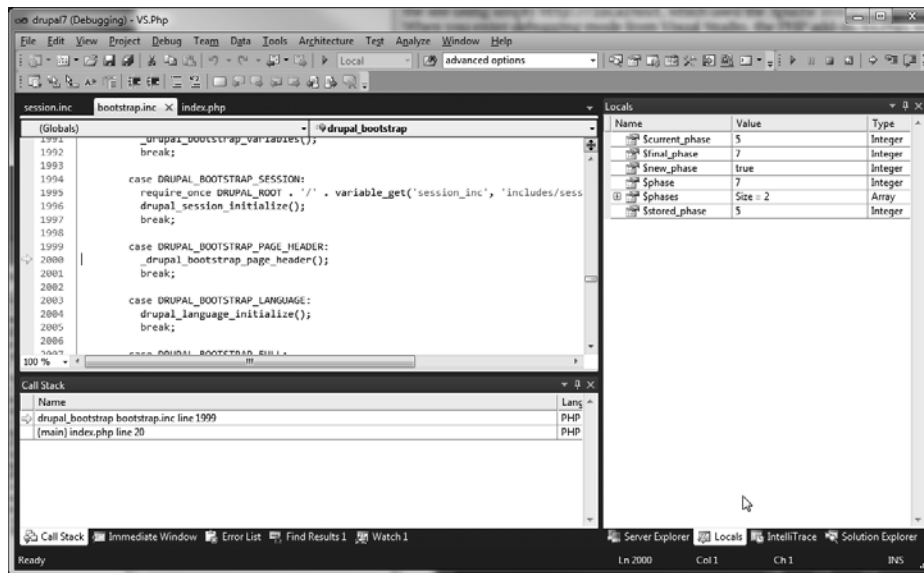 drupal7 (Debugging) - VS.Php
File Edit View Project Debug Team Data Tools Architecture Test Analyze Window Help
Local advanced options
session.inc bootstrap.inc index.php
(Globals) drupal_bootstrap
1991 _drupal_bootstrap_variables();
1992 break;
1993
1994 case DRUPAL_BOOTSTRAP_SESSION:
1995 require_once DRUPAL_ROOT . '/' . variable_get('session_inc', 'includes/sess
1996 drupal_session_initialize();
1997 break;
1998
1999 case DRUPAL_BOOTSTRAP_PAGE_HEADER:
2000 _drupal_bootstrap_page_header();
2001 break;
2002
2003 case DRUPAL_BOOTSTRAP_LANGUAGE:
2004 drupal_language_initialize();
2005 break;
2006
2007 case DRUPAL_BOOTSTRAP_FULL:
100 %
Call Stack
Name Lang
drupal_bootstrap bootstrap.inc line 1999 PHP
{main} index.php line 20 PHP
Call Stack Immediate Window Error List Find Results 1 Watch 1
Locals
Name Value Type
$current_phase 5 Integer
$final_phase 7 Integer
$new_phase true Integer
$phase 7 Integer
$phases Size = 2 Array
$stored_phase 5 Integer
Server Explorer Locals IntelliTrace Solution Explorer
Ready Ln 2000 Col 1 Ch 1 INS